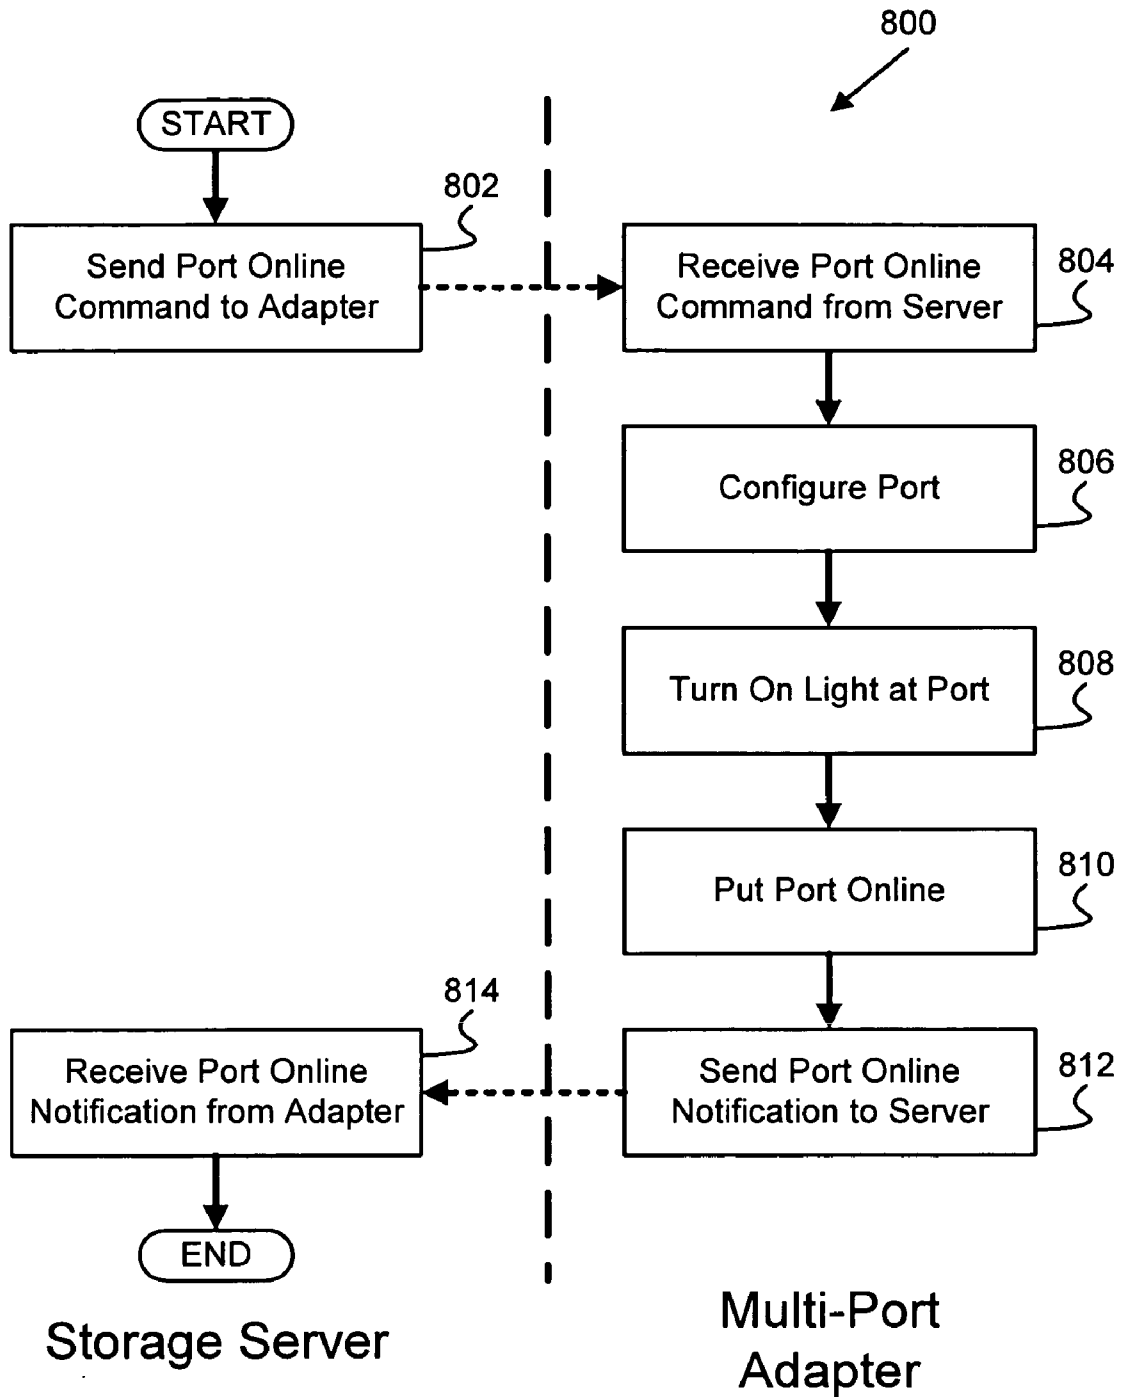 800
START
802
Send Port Online
Command to Adapter
804
Receive Port Online
Command from Server
806
Configure Port
808
Turn On Light at Port
810
Put Port Online
812
Send Port Online
Notification to Server
814
Receive Port Online
Notification from Adapter
END
Storage Server
Multi-Port
Adapter